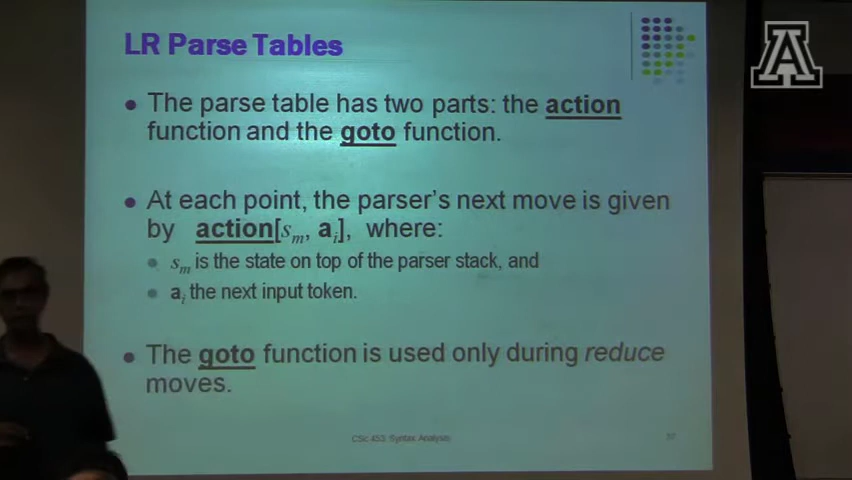 LR Parse Tables
• The parse table has two parts: the action
function and the goto function.
• At each point, the parser's next move is given
by action[sₘ, aᵢ], where:
• sₘ is the state on top of the parser stack, and
• aᵢ the next input token.
• The goto function is used only during reduce
moves.
CSc 453: Syntax Analysis
A